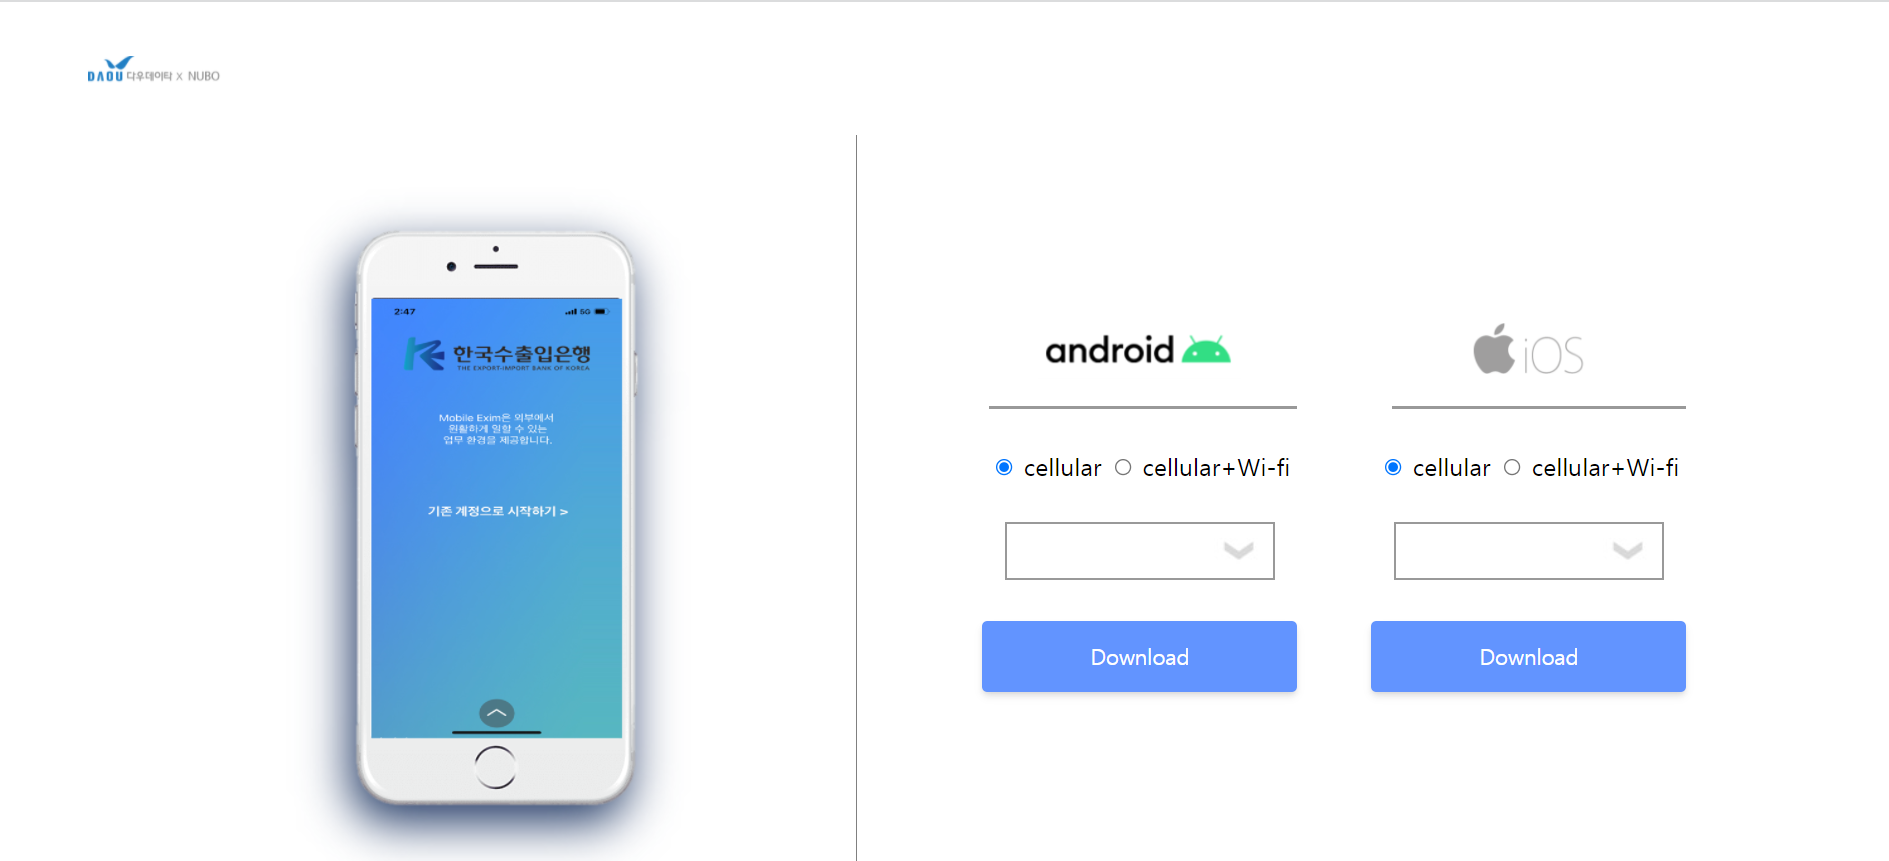 DAOU 다우데이타 X NUBO
2:47 5G
한국수출입은행
THE EXPORT-IMPORT BANK OF KOREA
Mobile Exim은 외부에서
원활하게 일할 수 있는
업무 환경을 제공합니다.
기존 계정으로 시작하기 >
android
iOS
cellular cellular+Wi-fi
cellular cellular+Wi-fi
Download
Download